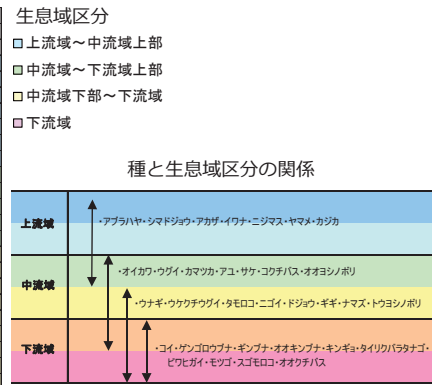 生息域区分
上流域～中流域上部
中流域～下流域上部
中流域下部～下流域
下流域
種と生息域区分の関係
上流域
・アブラハヤ・シマドジョウ・アカザ・イワナ・ニジマス・ヤマメ・カジカ
・オイカワ・ウグイ・カマツカ・アユ・サケ・コクチバス・オオヨシノボリ
中流域
・ウナギ・ウケクチウグイ・タモロコ・ニゴイ・ドジョウ・ギギ・ナマズ・トウヨシノボリ
下流域
・コイ・ゲンゴロウブナ・ギンブナ・オオキンブナ・キンギョ・タイリクバラタナゴ・
ビワヒガイ・モツゴ・スゴモロコ・オオクチバス